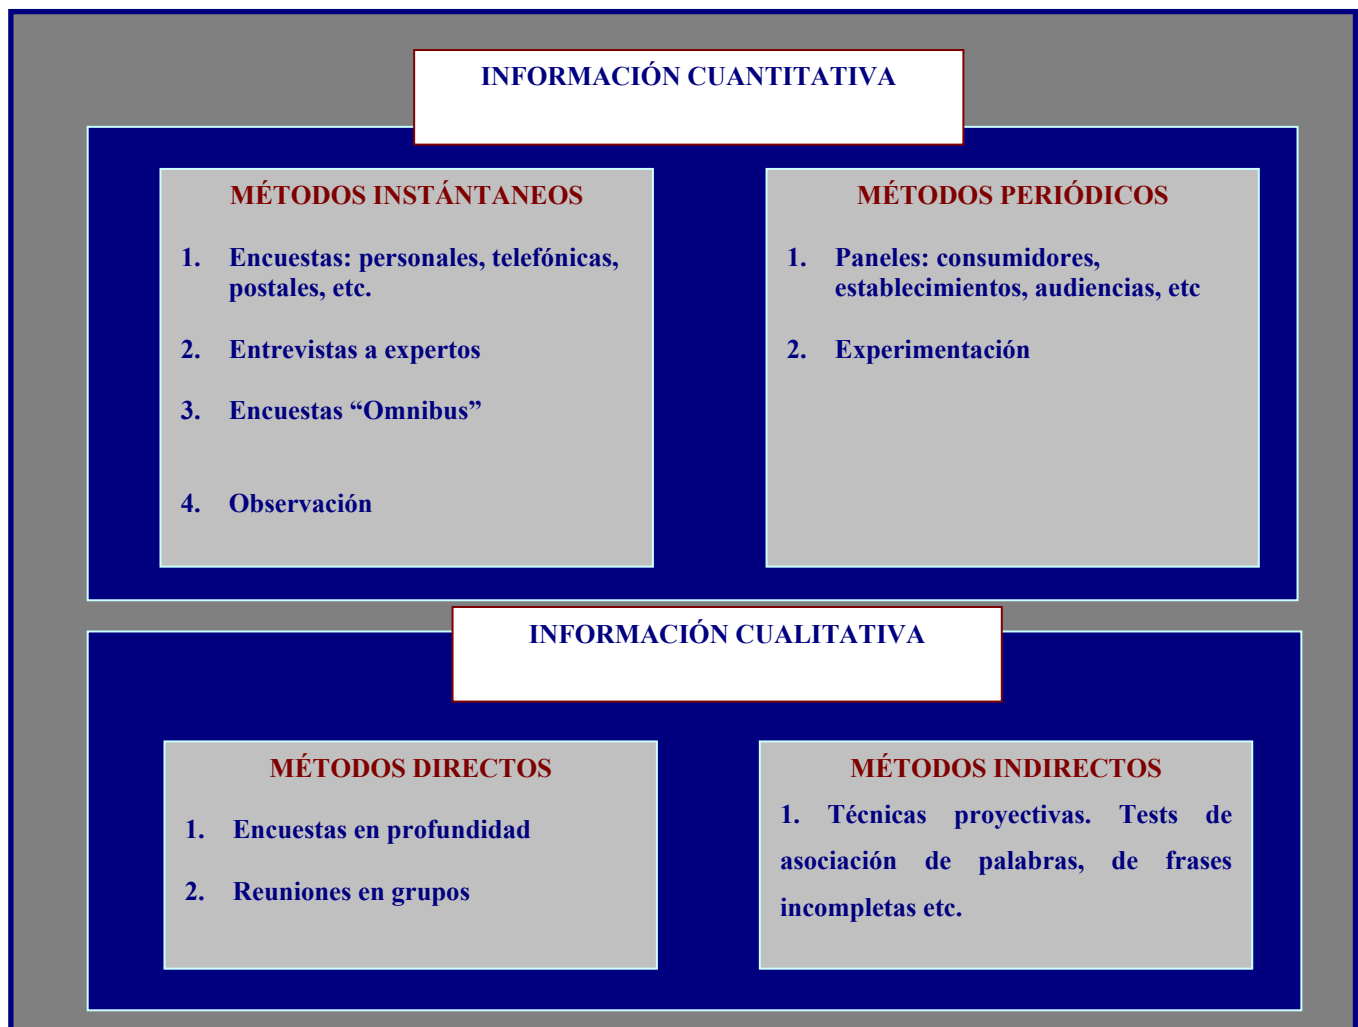 INFORMACIÓN CUANTITATIVA
MÉTODOS INSTÁNTANEOS
1. Encuestas: personales, telefónicas,
postales, etc.
2. Entrevistas a expertos
3. Encuestas “Omnibus”
4. Observación
MÉTODOS PERIÓDICOS
1. Paneles: consumidores,
establecimientos, audiencias, etc
2. Experimentación
INFORMACIÓN CUALITATIVA
MÉTODOS DIRECTOS
1. Encuestas en profundidad
2. Reuniones en grupos
MÉTODOS INDIRECTOS
1. Técnicas proyectivas. Tests de
asociación de palabras, de frases
incompletas etc.